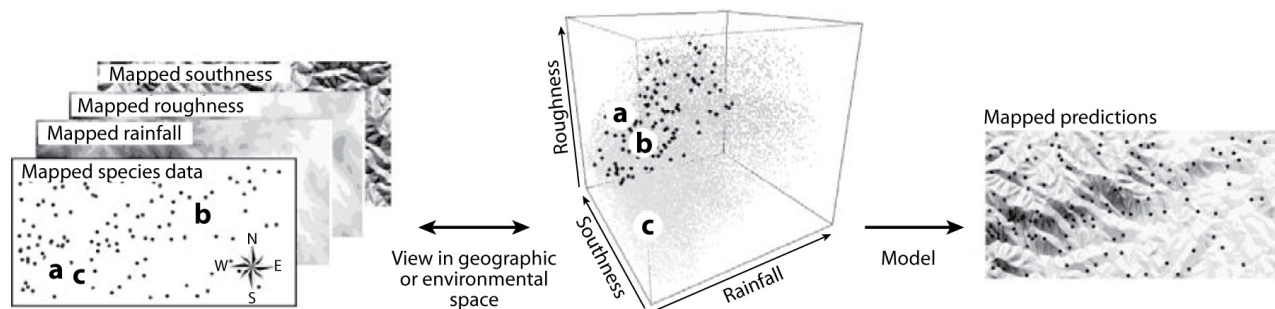 Mapped southness
Mapped roughness
Mapped rainfall
Mapped species data
b
a
c
N
W
E
S
View in geographic
or environmental
space
Roughness
a
b
c
Southness
Rainfall
Model
Mapped predictions